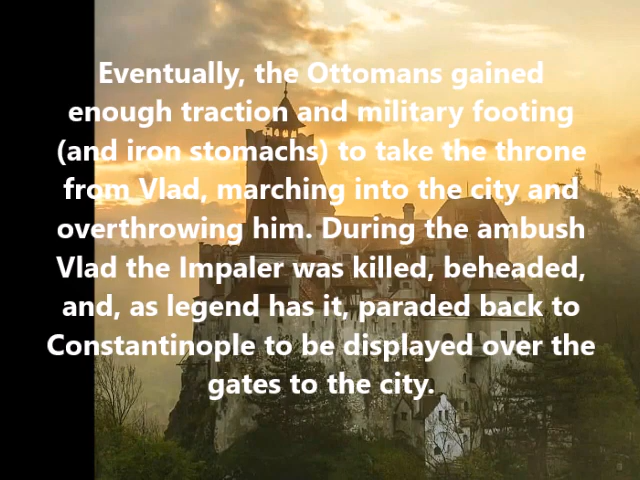 Eventually, the Ottomans gained
enough traction and military footing
(and iron stomachs) to take the throne
from Vlad, marching into the city and
overthrowing him. During the ambush
Vlad the Impaler was killed, beheaded,
and, as legend has it, paraded back to
Constantinople to be displayed over the
gates to the city.